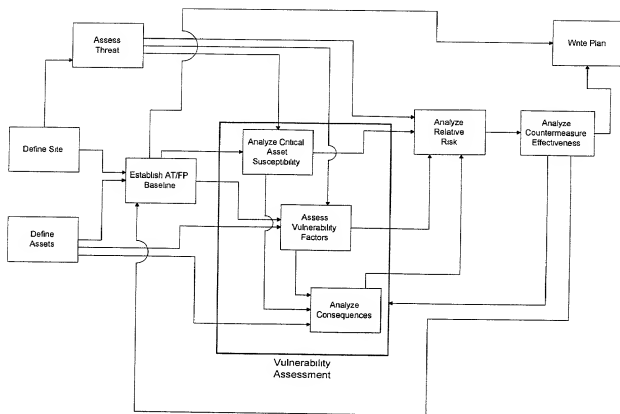 Assess
Threat
Write Plan
Define Site
Analyze Critical
Asset
Susceptibility
Analyze
Relative
Risk
Analyze
Countermeasure
Effectiveness
Establish AT/FP
Baseline
Define
Assets
Assess
Vulnerability
Factors
Analyze
Consequences
Vulnerability
Assessment